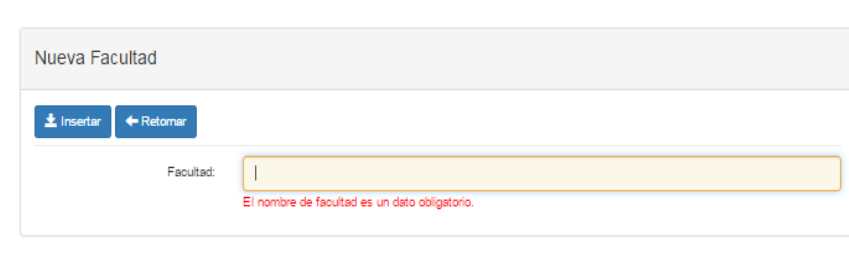 Nueva Facultad
Insertar Retornar
Facultad:
El nombre de facultad es un dato obligatorio.